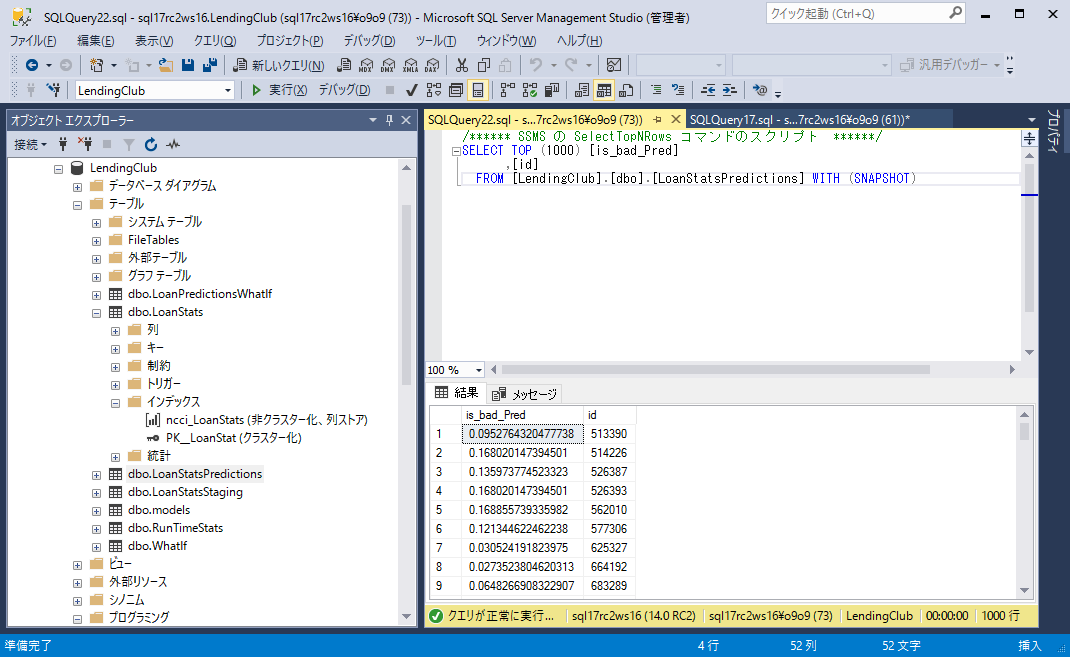 SQLQuery22.sql - sql17rc2ws16.LendingClub (sql17rc2ws16¥o9o9 (73)) - Microsoft SQL Server Management Studio (管理者)
クイック起動 (Ctrl+Q)
ファイル(F) 編集(E) 表示(V) クエリ(Q) プロジェクト(P) デバッグ(D) ツール(T) ウィンドウ(W) ヘルプ(H)
新しいクエリ(N) MDX DMX XMLA DAX 汎用デバッガー
LendingClub 実行(X) デバッグ(D)
オブジェクト エクスプローラー
接続
LendingClub
データベース ダイアグラム
テーブル
システム テーブル
FileTables
外部テーブル
グラフ テーブル
dbo.LoanPredictionsWhatIf
dbo.LoanStats
列
キー
制約
トリガー
インデックス
ncci_LoanStats (非クラスター化、列ストア)
PK__LoanStat (クラスター化)
統計
dbo.LoanStatsPredictions
dbo.LoanStatsStaging
dbo.models
dbo.RunTimeStats
dbo.WhatIf
ビュー
外部リソース
シノニム
プログラミング
SQLQuery22.sql - s...7rc2ws16¥o9o9 (73)) SQLQuery17.sql - s...7rc2ws16¥o9o9 (61))*
/****** SSMS の SelectTopNRows コマンドのスクリプト ******/
SELECT TOP (1000) [is_bad_Pred]
,[id]
FROM [LendingClub].[dbo].[LoanStatsPredictions] WITH (SNAPSHOT)
プロパティ
100 %
結果 メッセージ
is_bad_Pred id
1 0.0952764320477738 513390
2 0.168020147394501 514226
3 0.135973774523323 526387
4 0.168020147394501 526393
5 0.168855739335982 562010
6 0.121344622462238 577306
7 0.030524191823975 625327
8 0.0273523804620313 664192
9 0.0648266908322907 683289
クエリが正常に実行... sql17rc2ws16 (14.0 RC2) sql17rc2ws16¥o9o9 (73) LendingClub 00:00:00 1000 行
準備完了 4 行 52 列 52 文字 挿入